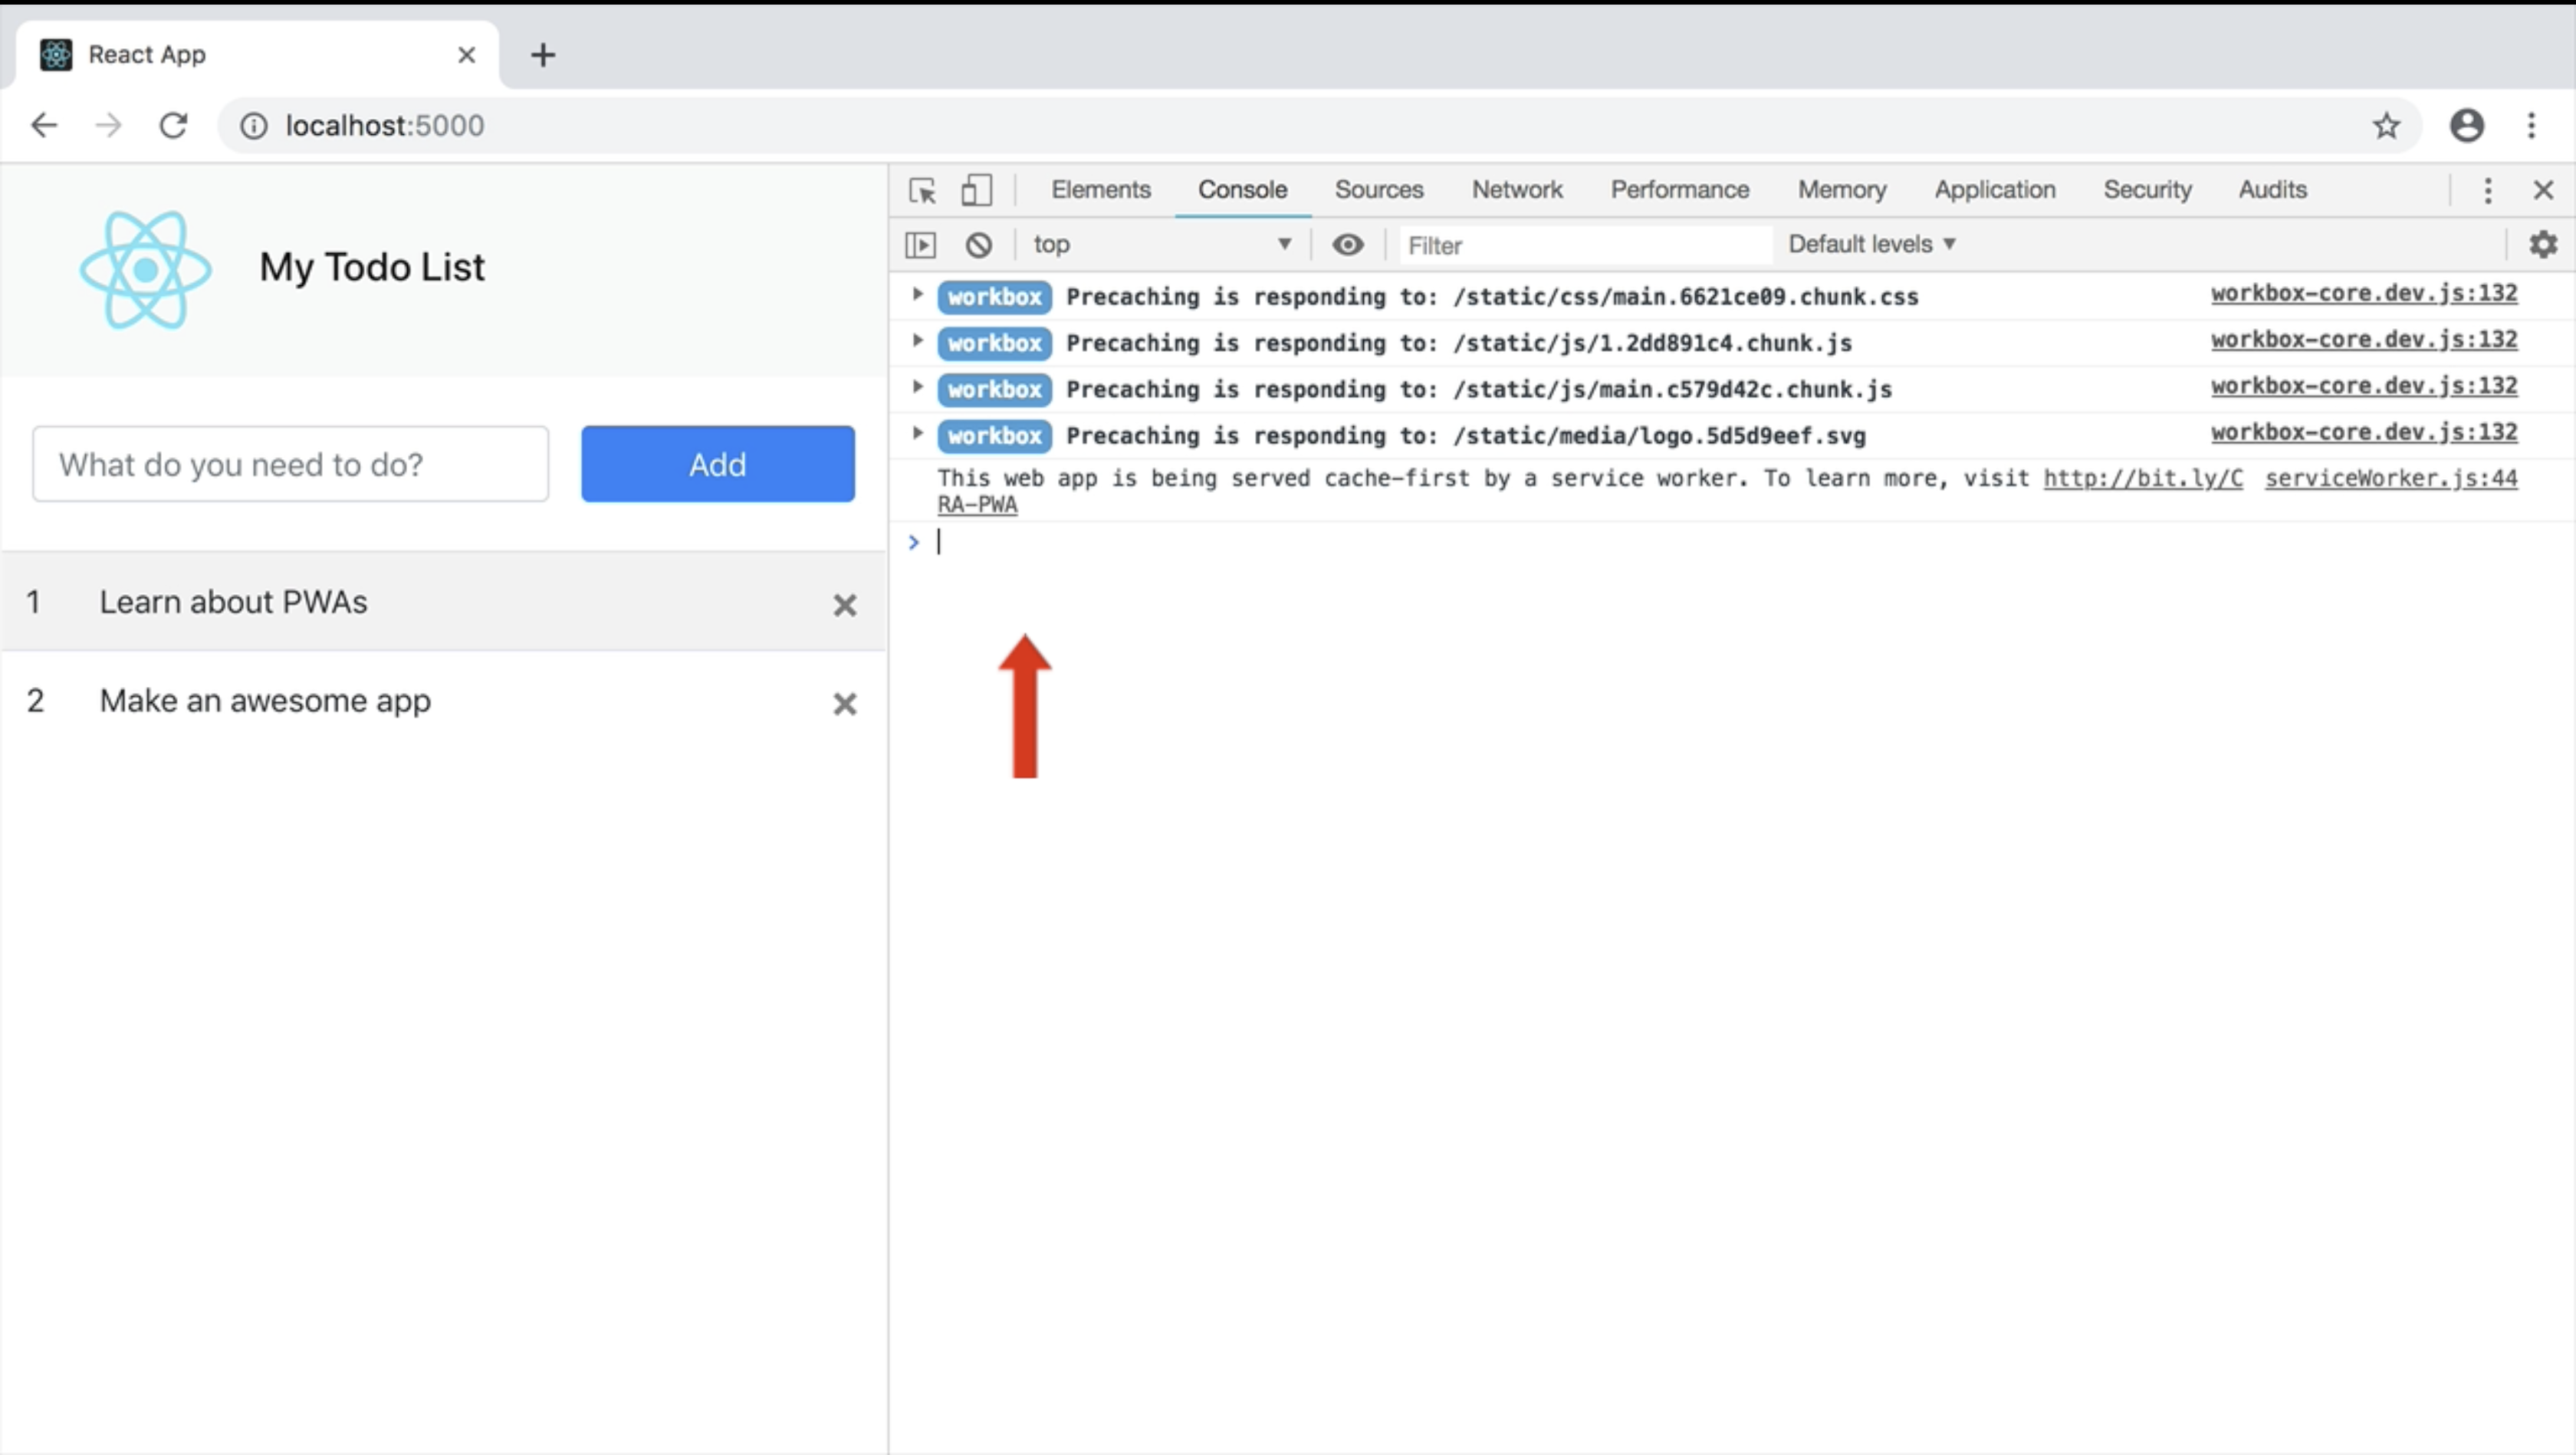 React App
localhost:5000
My Todo List
What do you need to do?
Add
1 Learn about PWAs
2 Make an awesome app
Elements Console Sources Network Performance Memory Application Security Audits
top Filter Default levels
workbox Precaching is responding to: /static/css/main.6621ce09.chunk.css workbox-core.dev.js:132
workbox Precaching is responding to: /static/js/1.2dd891c4.chunk.js workbox-core.dev.js:132
workbox Precaching is responding to: /static/js/main.c579d42c.chunk.js workbox-core.dev.js:132
workbox Precaching is responding to: /static/media/logo.5d5d9eef.svg workbox-core.dev.js:132
This web app is being served cache-first by a service worker. To learn more, visit http://bit.ly/C serviceWorker.js:44
RA-PWA